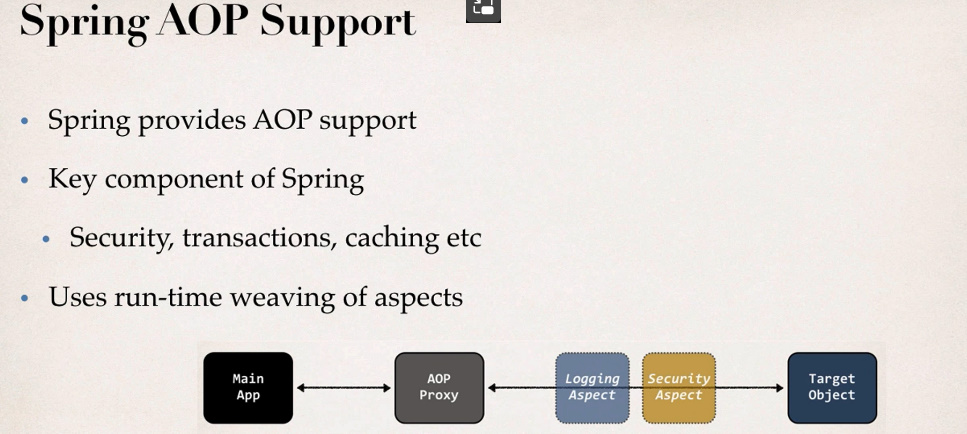 Spring AOP Support
Spring provides AOP support
Key component of Spring
Security, transactions, caching etc
Uses run-time weaving of aspects
Main
App
AOP
Proxy
Logging
Aspect
Security
Aspect
Target
Object